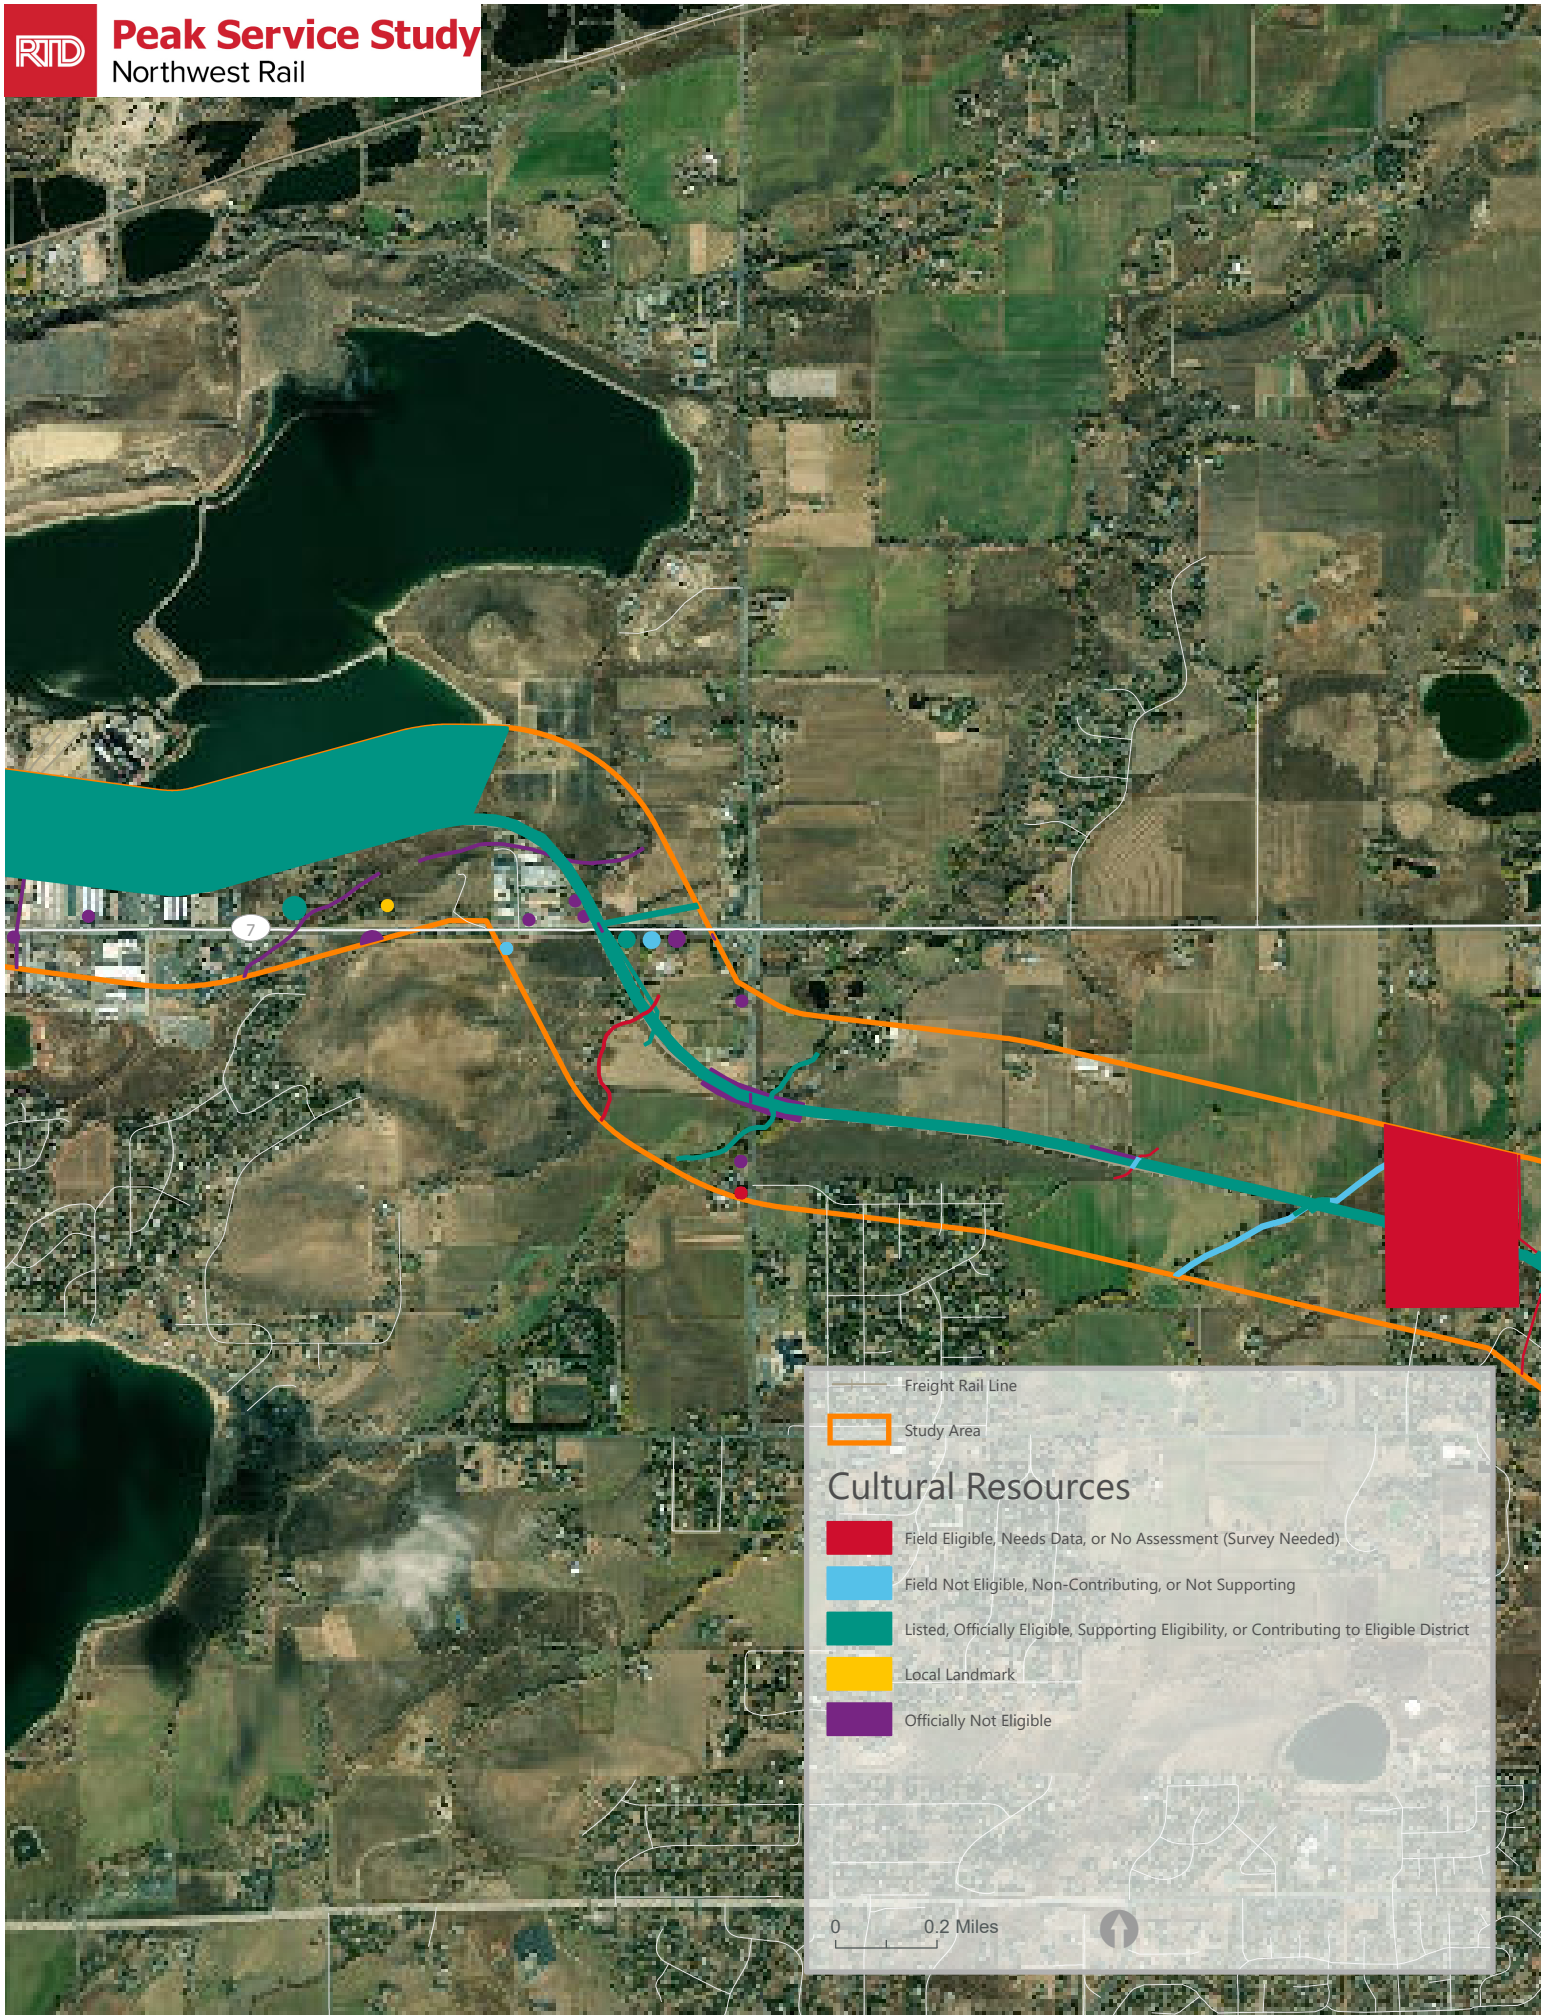 RTD
Peak Service Study
Northwest Rail
7
Freight Rail Line
Study Area
Cultural Resources
Field Eligible, Needs Data, or No Assessment (Survey Needed)
Field Not Eligible, Non-Contributing, or Not Supporting
Listed, Officially Eligible, Supporting Eligibility, or Contributing to Eligible District
Local Landmark
Officially Not Eligible
0 0.2 Miles